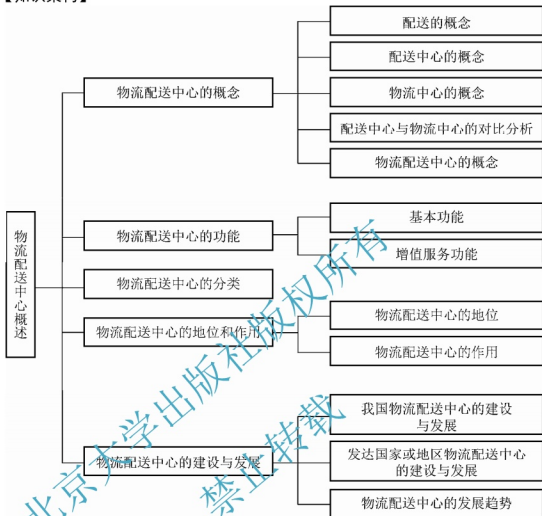 【知识架构】
物流配送中心概述
物流配送中心的概念
配送的概念
配送中心的概念
物流中心的概念
配送中心与物流中心的对比分析
物流配送中心的概念
物流配送中心的功能
基本功能
增值服务功能
物流配送中心的分类
物流配送中心的地位和作用
物流配送中心的地位
物流配送中心的作用
物流配送中心的建设与发展
我国物流配送中心的建设
与发展
发达国家或地区物流配送中心
的建设与发展
物流配送中心的发展趋势
北京大学出版社版权所有
禁止转载